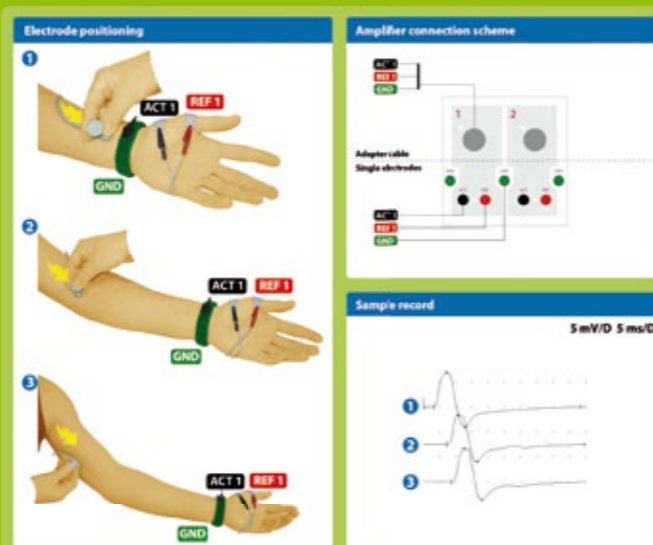 Electrode positioning
1
ACT 1
REF 1
GND
2
ACT 1
REF 1
GND
3
ACT 1
REF 1
GND
Amplifier connection scheme
ACT 1
REF 1
GND
1
2
Adapter cable
Single electrodes
ACT 1
REF 1
GND
Sample record
5 mV/D 5 ms/D
1
2
3